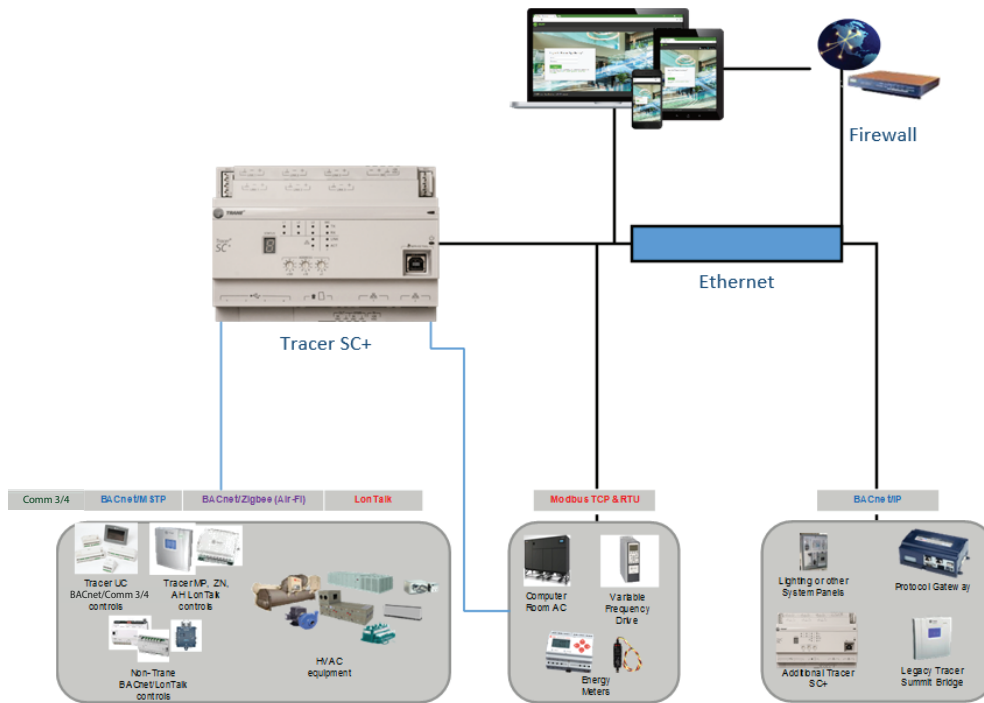 Firewall
TRANE
Tracer
SC+
Ethernet
Tracer SC+
Comm 3/4
BACnet/MSTP
BACnet/Zigbee (Air-Fi)
LonTalk
Modbus TCP & RTU
BACnet/IP
Tracer UC
BACnet/Comm 3/4
controls
Tracer MP, ZN,
AH LonTalk
controls
Non-Trane
BACnet/LonTalk
controls
HVAC
equipment
Computer
Room AC
Variable
Frequency
Drive
Energy
Meters
Lighting or other
System Panels
Protocol Gateway
Additional Tracer
SC+
Legacy Tracer
Summit Bridge